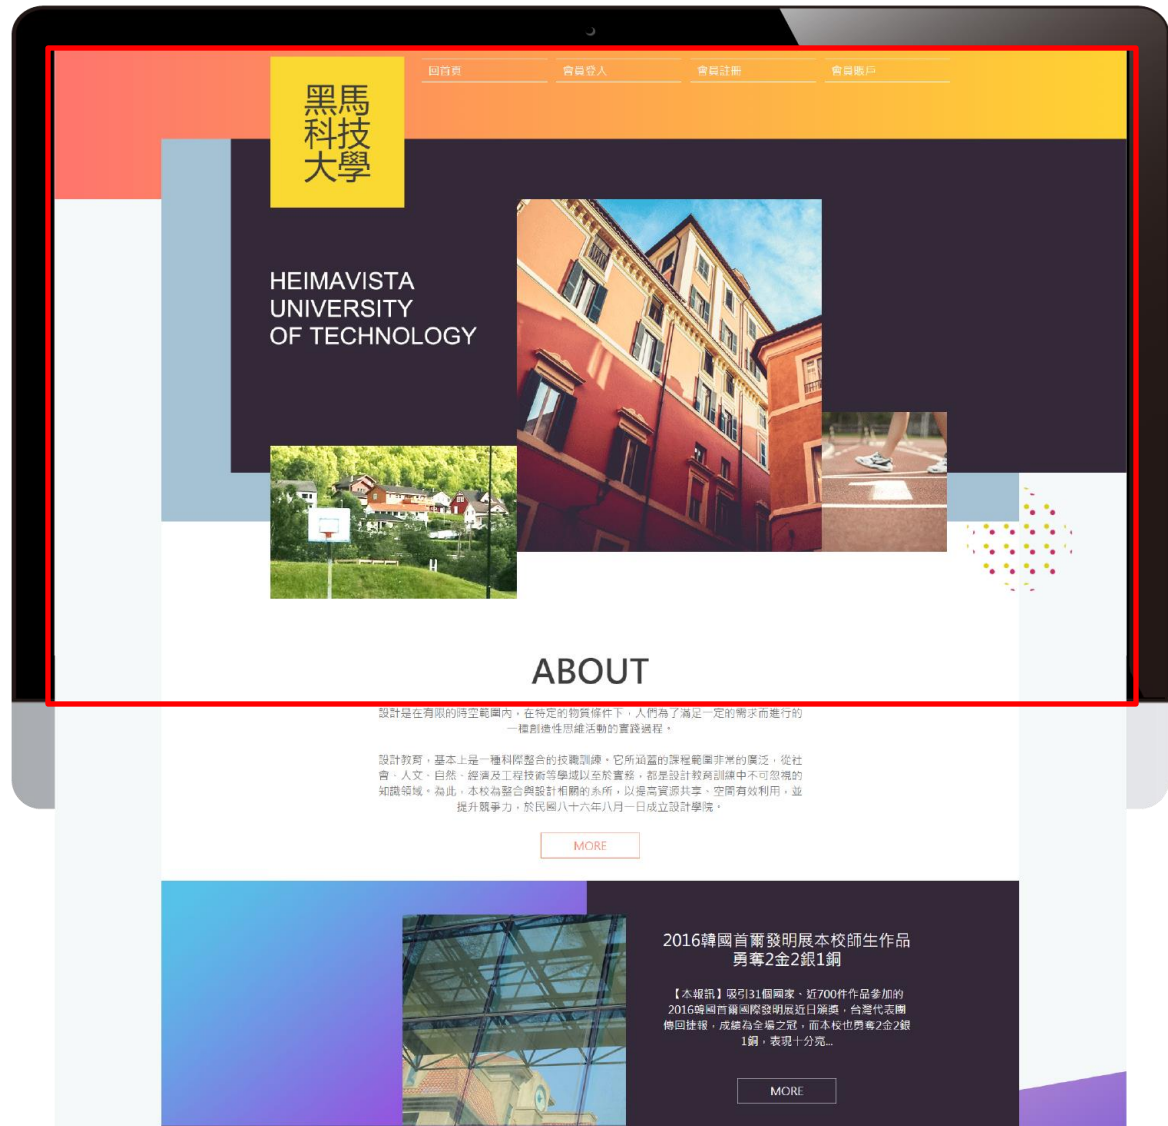 回首頁
會員登入
會員註冊
會員賬戶
黑馬
科技
大學
HEIMAVISTA
UNIVERSITY
OF TECHNOLOGY
ABOUT
設計是在有限的時空範圍內，在特定的物質條件下，人們為了滿足一定的需求而進行的
一種創造性思維活動的實踐過程。
設計教育，基本上是一種科際整合的技職訓練。它所涵蓋的課程範圍非常的廣泛，從社
會、人文、自然、經濟及工程技術等學域以至於實務，都是設計教育訓練中不可忽視的
知識領域。為此，本校為整合與設計相關的系所，以提高資源共享、空間有效利用，並
提升競爭力，於民國八十六年八月一日成立設計學院。
MORE
2016韓國首爾發明展本校師生作品
勇奪2金2銀1銅
【本報訊】吸引31個國家、近700件作品參加的
2016韓國首爾國際發明展近日頒獎，台灣代表團
傳回捷報，成績為全場之冠，而本校也勇奪2金2銀
1銅，表現十分亮...
MORE